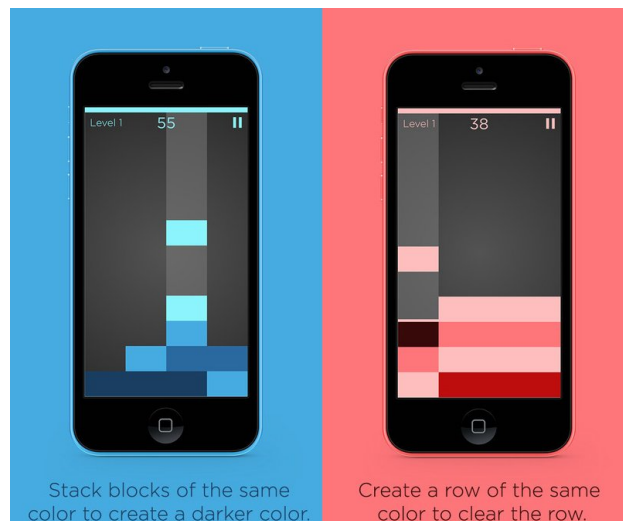 Level 1 55
Stack blocks of the same
color to create a darker color.
Level 1 38
Create a row of the same
color to clear the row.